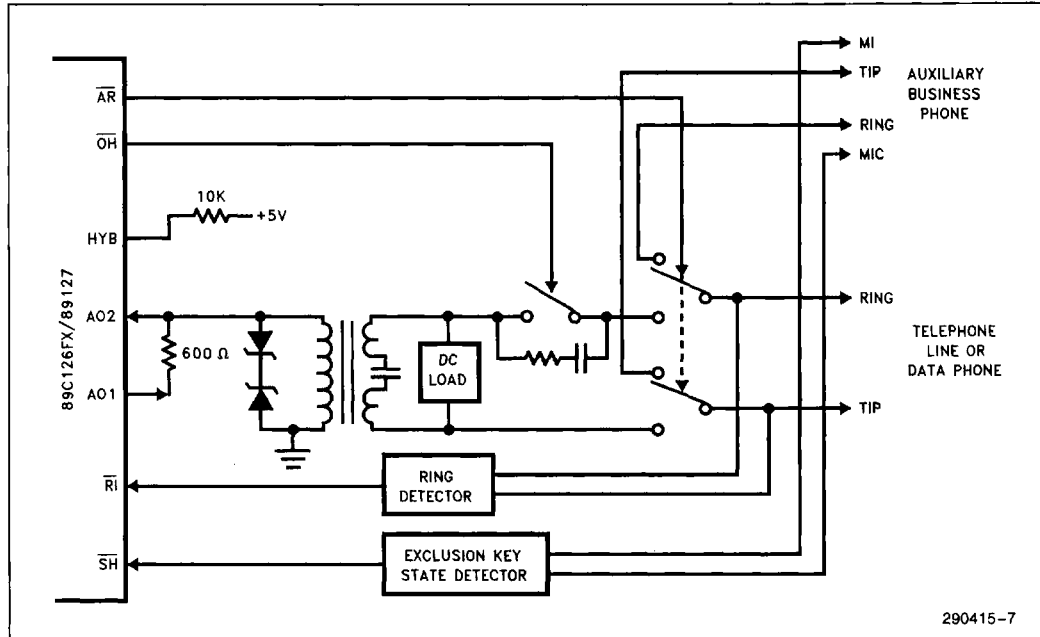 MI
TIP
AUXILIARY
BUSINESS
PHONE
RING
MIC
AR
OH
10K
+5V
HYB
89C126FX/89127
AO2
600 Ω
AO1
DC
LOAD
RING
TELEPHONE
LINE OR
DATA PHONE
TIP
RI
RING
DETECTOR
SH
EXCLUSION KEY
STATE DETECTOR
290415-7